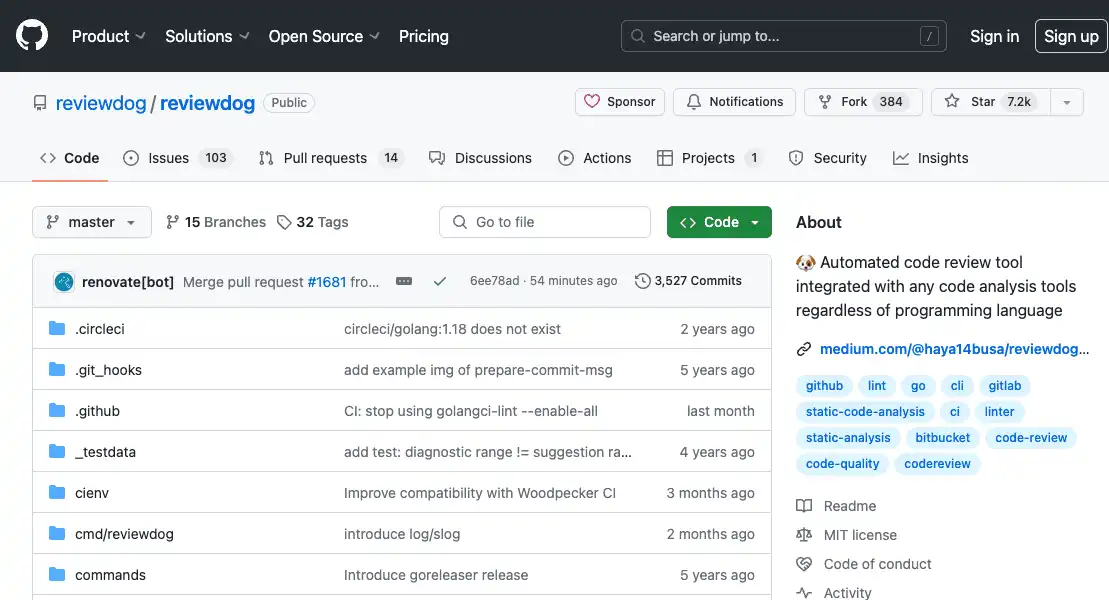 Product Solutions Open Source Pricing Search or jump to... / Sign in Sign up
reviewdog / reviewdog Public Sponsor Notifications Fork 384 Star 7.2k
Code Issues 103 Pull requests 14 Discussions Actions Projects 1 Security Insights
master 15 Branches 32 Tags Go to file Code
renovate[bot] Merge pull request #1681 fro... 6ee78ad · 54 minutes ago 3,527 Commits
.circleci circleci/golang:1.18 does not exist 2 years ago
.git_hooks add example img of prepare-commit-msg 5 years ago
.github CI: stop using golangci-lint --enable-all last month
_testdata add test: diagnostic range != suggestion ra... 4 years ago
cienv Improve compatibility with Woodpecker CI 3 months ago
cmd/reviewdog introduce log/slog 2 months ago
commands Introduce goreleaser release 5 years ago
About
Automated code review tool
integrated with any code analysis tools
regardless of programming language
medium.com/@haya14busa/reviewdog...
github lint go cli gitlab
static-code-analysis ci linter
static-analysis bitbucket code-review
code-quality codereview
Readme
MIT license
Code of conduct
Activity